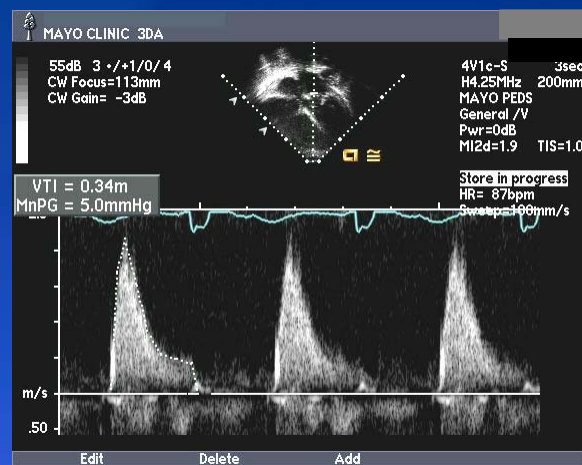 MAYO CLINIC 3DA
55dB 3 •/+1/0/ 4
CW Focus=113mm
CW Gain= -3dB
4V1c-S 3sec
H4.25MHz 200mm
MAYO PEDS
General /V
Pwr=0dB
MI2d=1.9 TIS=1.0
Store in progress
HR= 87bpm
Sweep=100mm/s
VTI = 0.34m
MnPG = 5.0mmHg
m/s
.50
Edit Delete Add